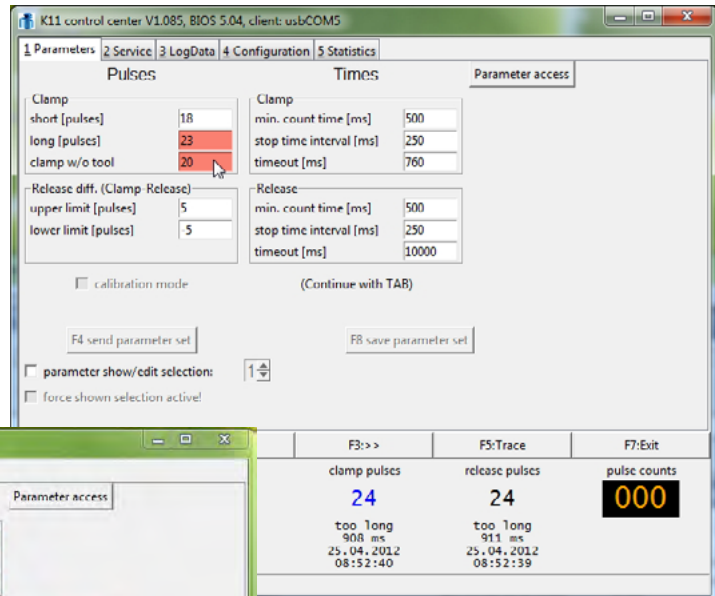 K11 control center V1.085, BIOS 5.04, client: usbCOM5
1 Parameters 2 Service 3 LogData 4 Configuration 5 Statistics
Pulses Times Parameter access
Clamp Clamp
short [pulses] 18 min. count time [ms] 500
long [pulses] 23 stop time interval [ms] 250
clamp w/o tool 20 timeout [ms] 760
Release diff. (Clamp-Release) Release
upper limit [pulses] 5 min. count time [ms] 500
lower limit [pulses] -5 stop time interval [ms] 250
timeout [ms] 10000
calibration mode (Continue with TAB)
F4 send parameter set F8 save parameter set
parameter show/edit selection: 1
force shown selection active!
F3:>> F5:Trace F7:Exit
clamp pulses release pulses pulse counts
Parameter access
24 24 000
too long too long
908 ms 911 ms
25.04.2012 25.04.2012
08:52:40 08:52:39